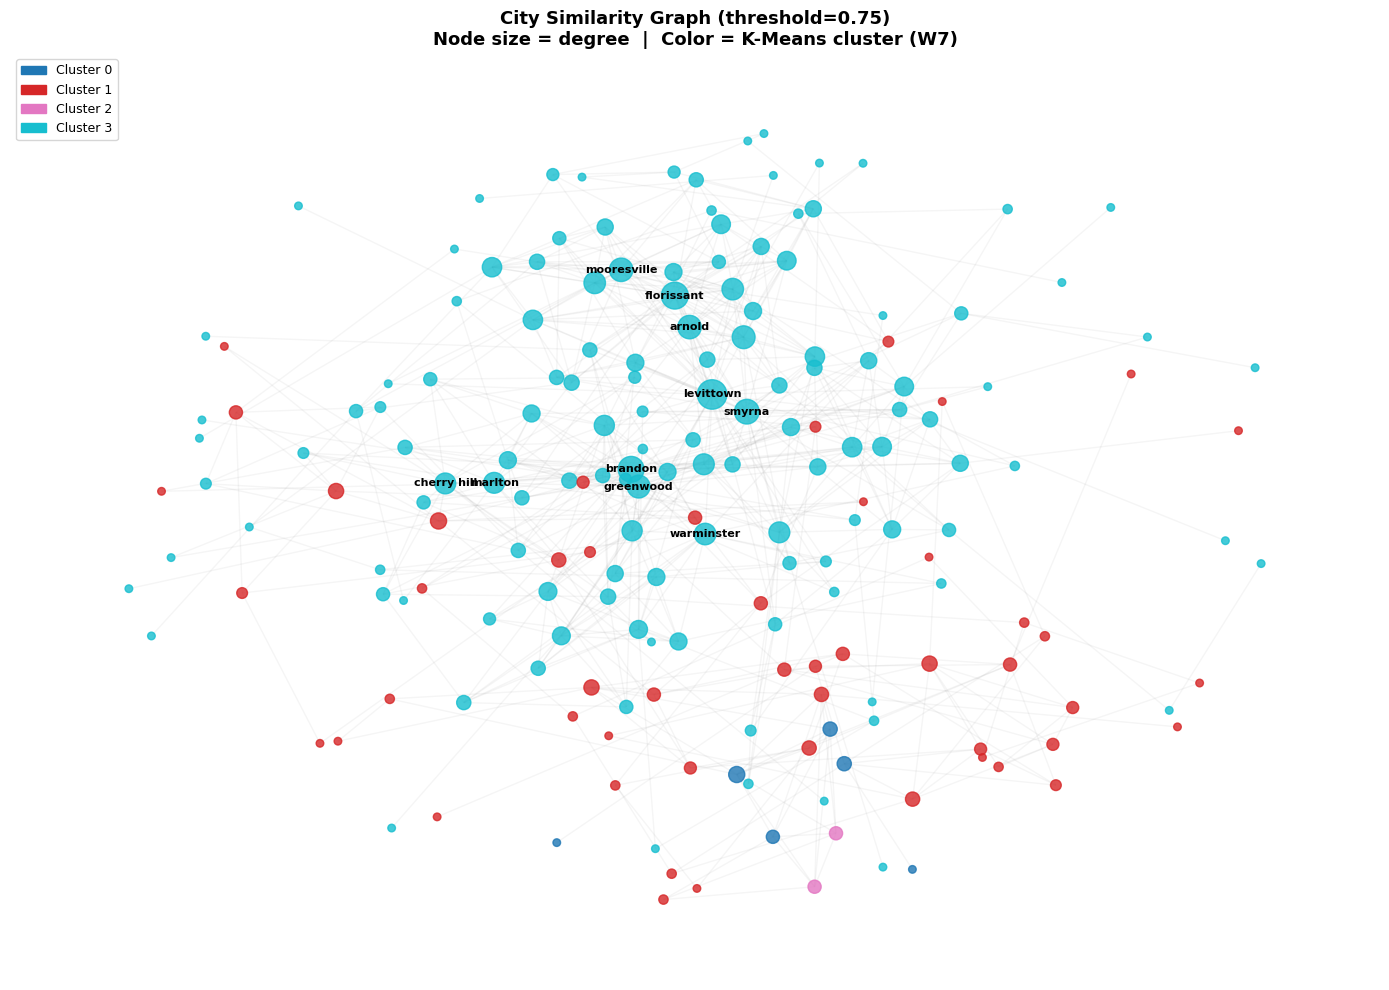 City Similarity Graph (threshold=0.75)
Node size = degree  |  Color = K-Means cluster (W7)
Cluster 0
Cluster 1
Cluster 2
Cluster 3
mooresville
florissant
arnold
levittown
smyrna
brandon
cherry hill
marlton
greenwood
warminster